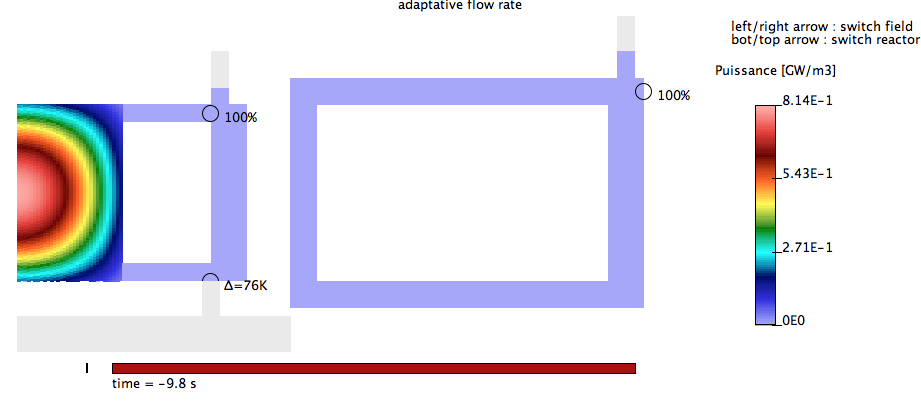 adaptative flow rate
left/right arrow : switch field
bot/top arrow : switch reactor
Puissance [GW/m3]
8.14E-1
100%
100%
5.43E-1
2.71E-1
Δ=76K
0E0
time = -9.8 s